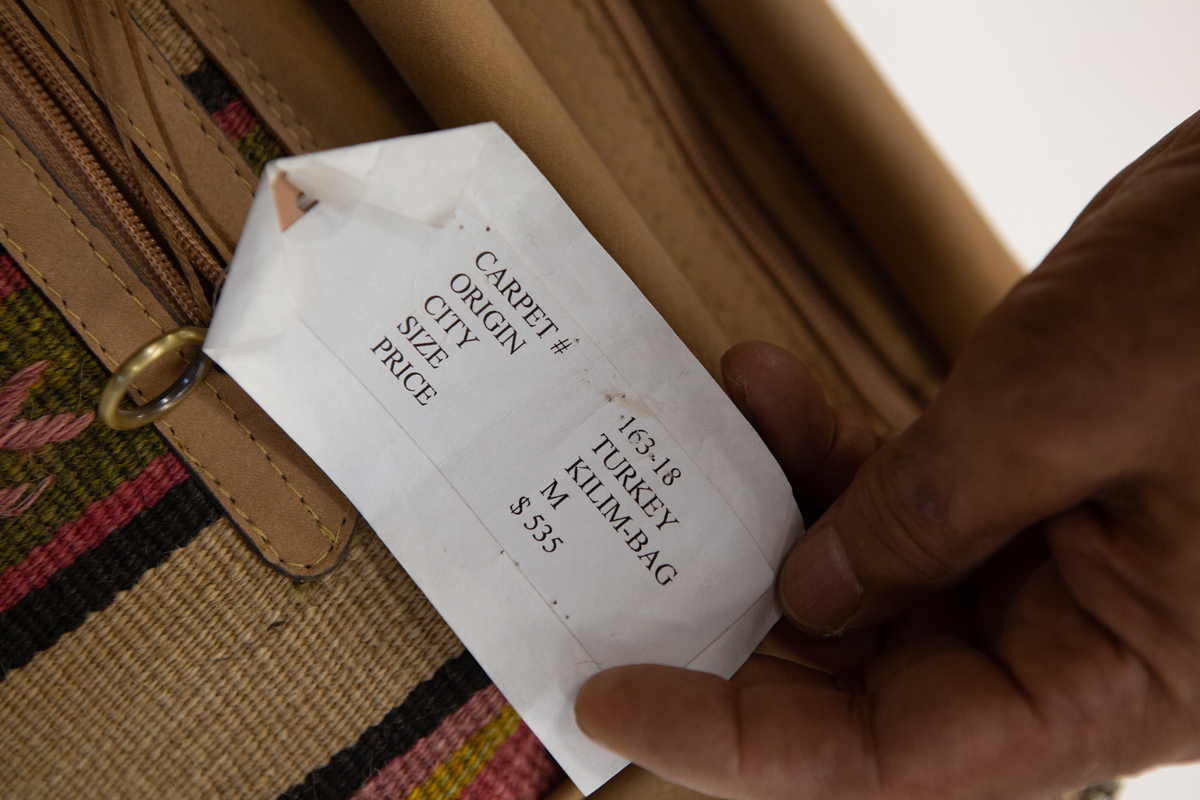 CARPET # 163-18
ORIGIN TURKEY
CITY KILIM-BAG
SIZE M
PRICE $ 535